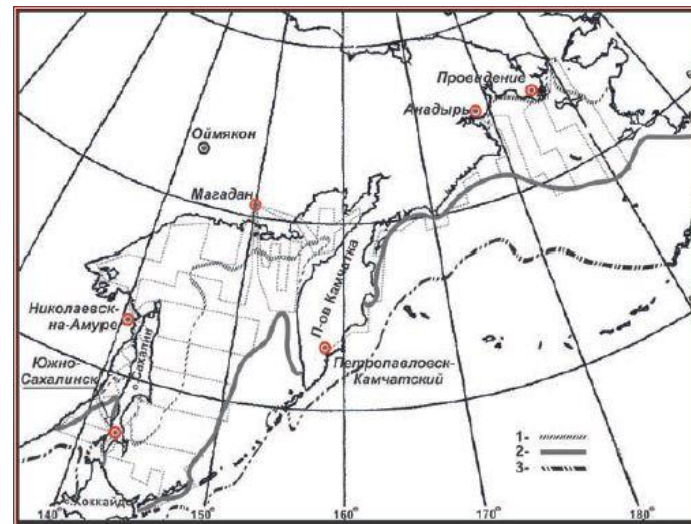 Провидение
Анадырь
Оймякон
Магадан
П-ов Камчатка
Николаевск-
на-Амуре
о. Сахалин
Южно-
Сахалинск
Петропавловск-
Камчатский
1-
2-
3-
о.Хоккайдо
140° 150° 160° 170° 180°